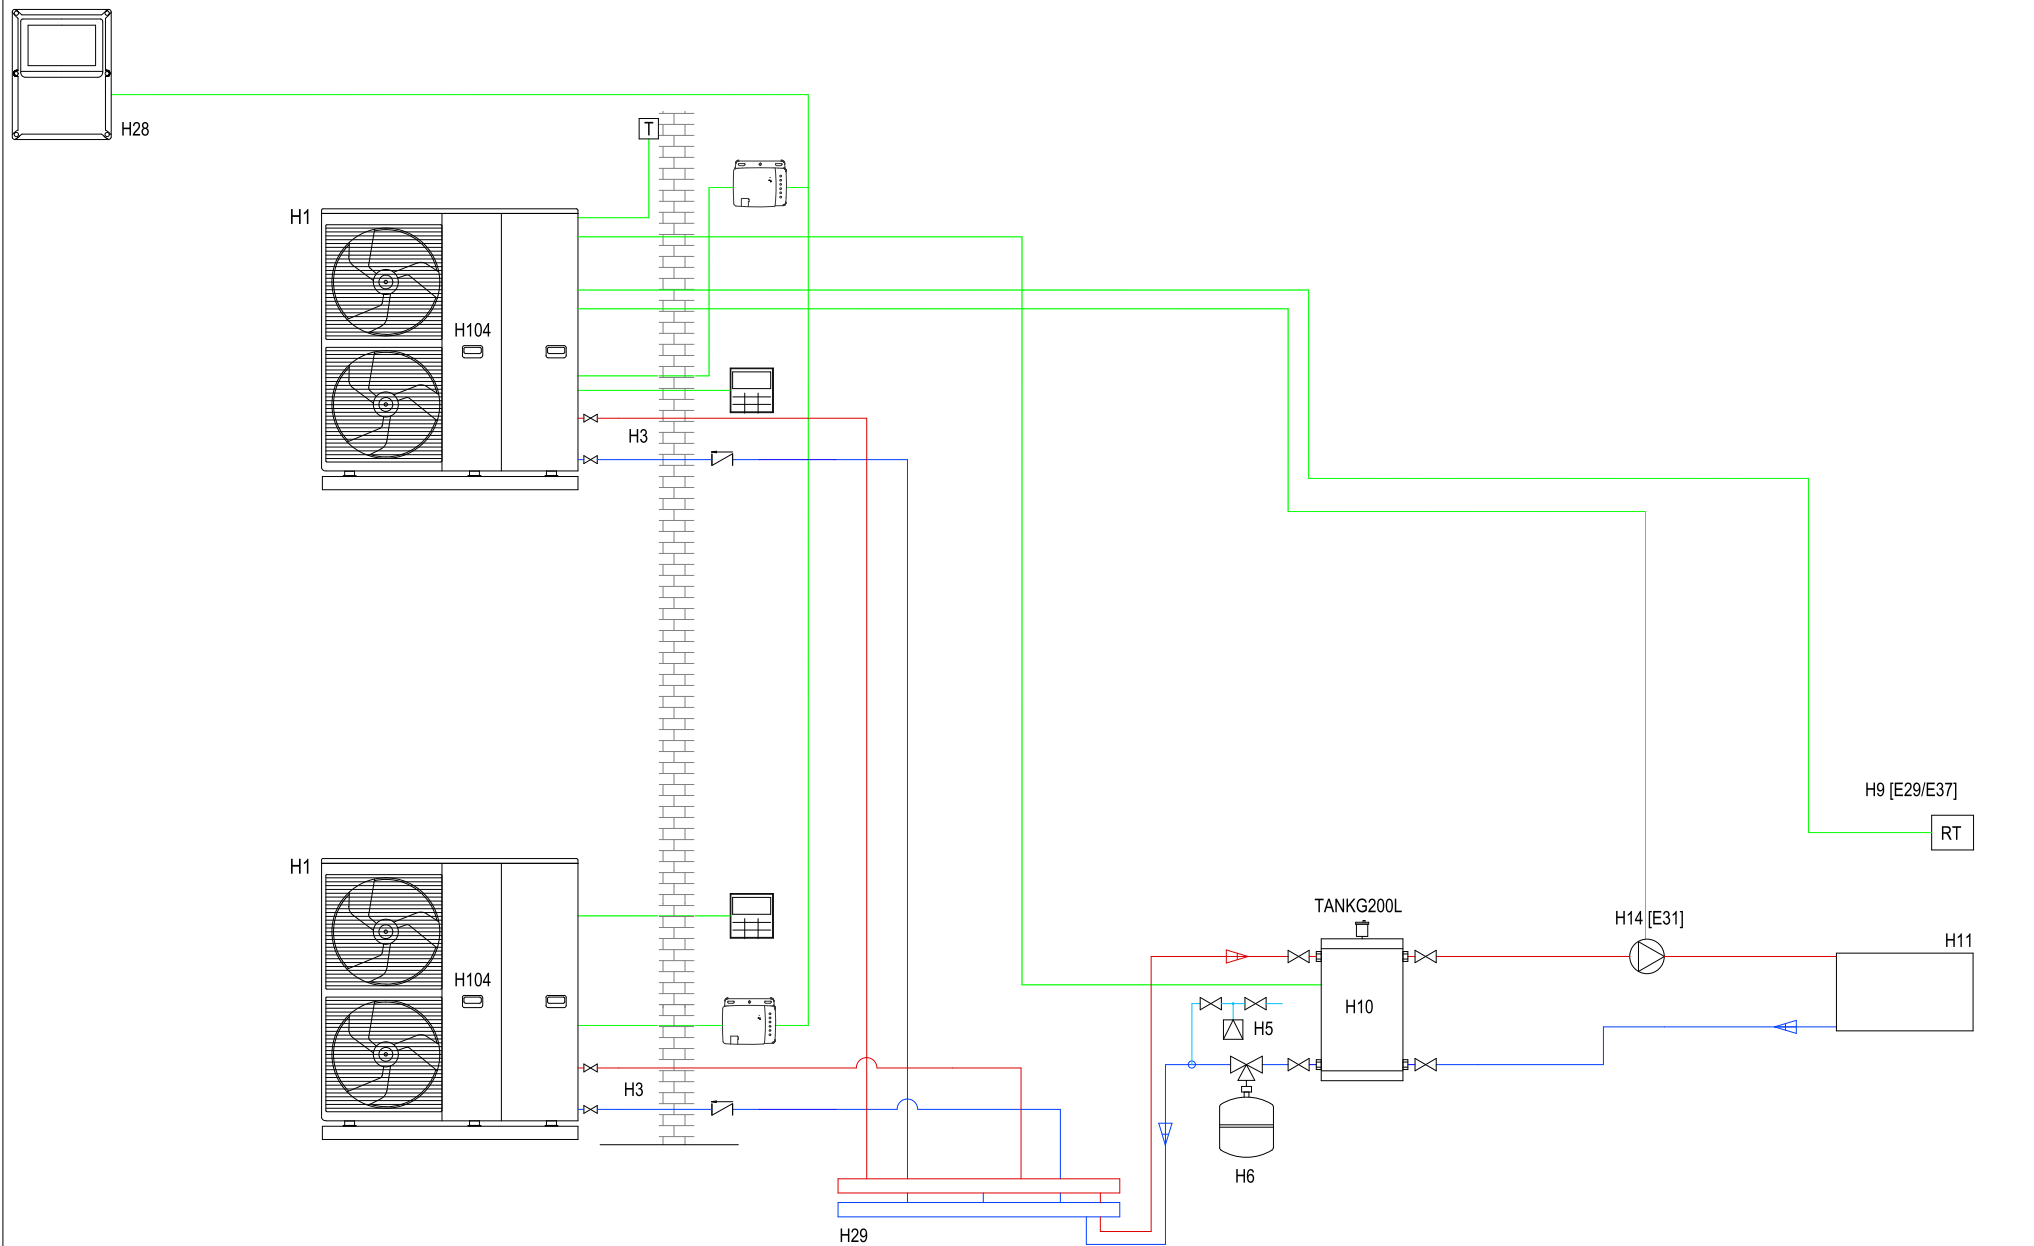 H28
T
H1
H104
H3
H9 [E29/E37]
RT
H1
TANKG200L
H14 [E31]
H11
H104
H10
H5
H3
H6
H29